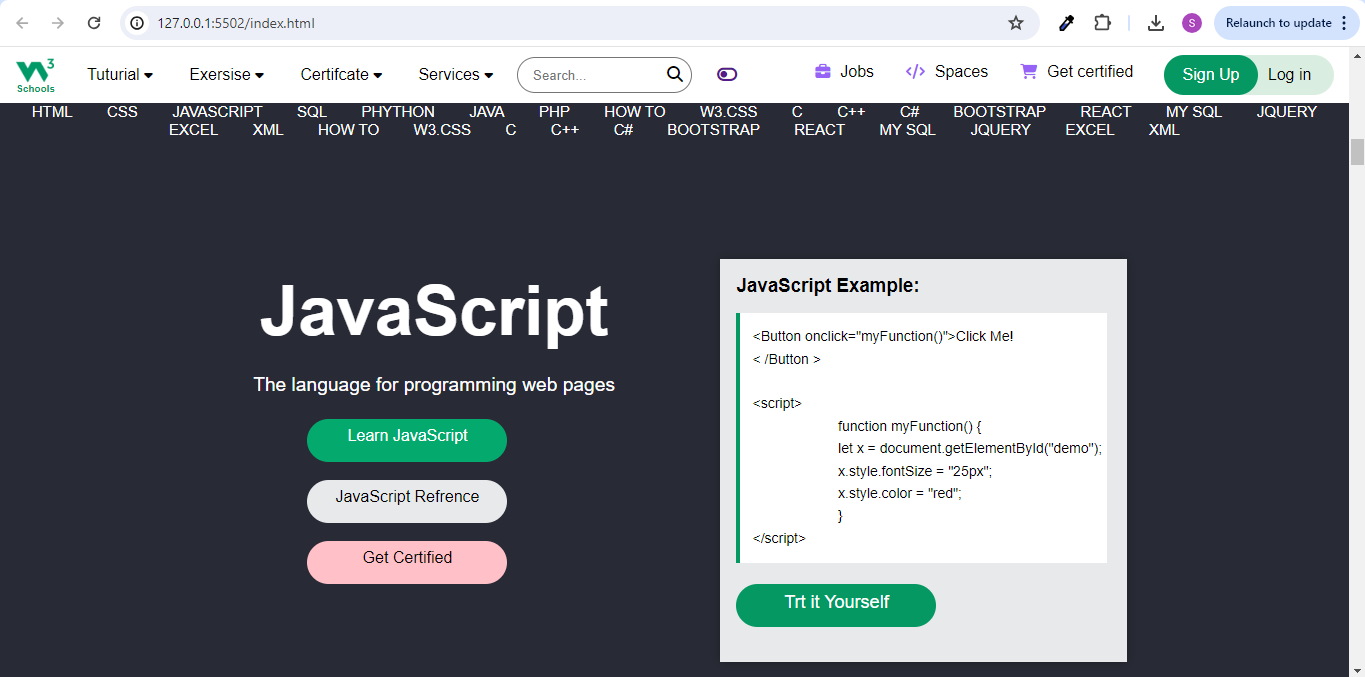 127.0.0.1:5502/index.html S Relaunch to update
3
Schools
Tuturial Exersise Certifcate Services Search... Jobs Spaces Get certified Sign Up Log in
HTML CSS JAVASCRIPT SQL PHYTHON JAVA PHP HOW TO W3.CSS C C++ C# BOOTSTRAP REACT MY SQL JQUERY
EXCEL XML HOW TO W3.CSS C C++ C# BOOTSTRAP REACT MY SQL JQUERY EXCEL XML
JavaScript
The language for programming web pages
Learn JavaScript
JavaScript Refrence
Get Certified
JavaScript Example:
<Button onclick="myFunction()">Click Me!
< /Button >
<script>
function myFunction() {
let x = document.getElementById("demo");
x.style.fontSize = "25px";
x.style.color = "red";
}
</script>
Trt it Yourself